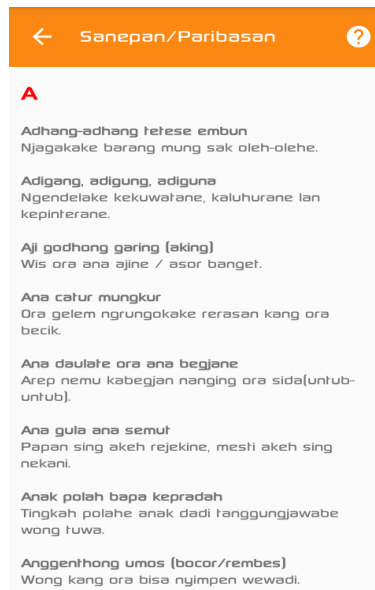 Sanepan/Paribasan
?
A
Adhang-adhang tetese embun
Njagakake barang mung sak oleh-olehe.
Adigang, adigung, adiguna
Ngendelake kekuwatane, kaluhurane lan
kepinterane.
Aji godhong garing (aking)
Wis ora ana ajine / asor banget.
Ana catur mungkur
Ora gelem ngrungokake rerasan kang ora
becik.
Ana daulate ora ana begjane
Arep nemu kabegjan nanging ora sida(untub-
untub).
Ana gula ana semut
Papan sing akeh rejekine, mesti akeh sing
nekani.
Anak polah bapa kepradah
Tingkah polahe anak dadi tanggungjawabe
wong tuwa.
Anggenthong umos (bocor/rembes)
Wong kang ora bisa nyimpen wewadi.